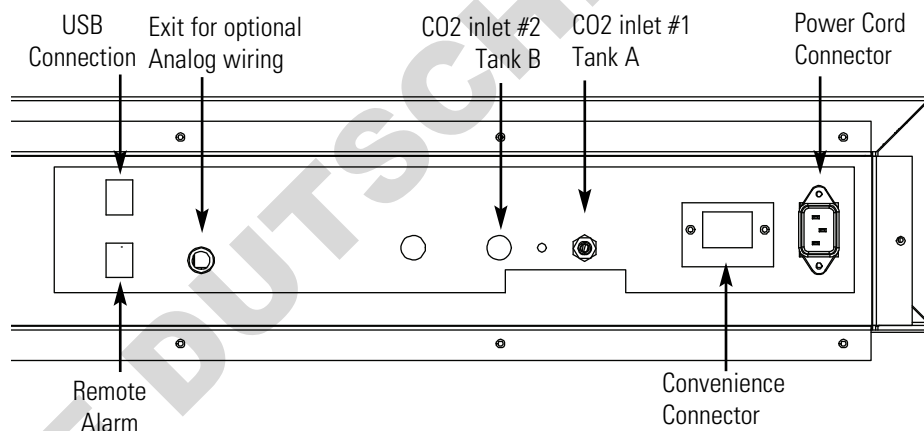 USB
Connection
Exit for optional
Analog wiring
CO2 inlet #2
Tank B
CO2 inlet #1
Tank A
Power Cord
Connector
Remote
Alarm
Convenience
Connector
DUTSCH